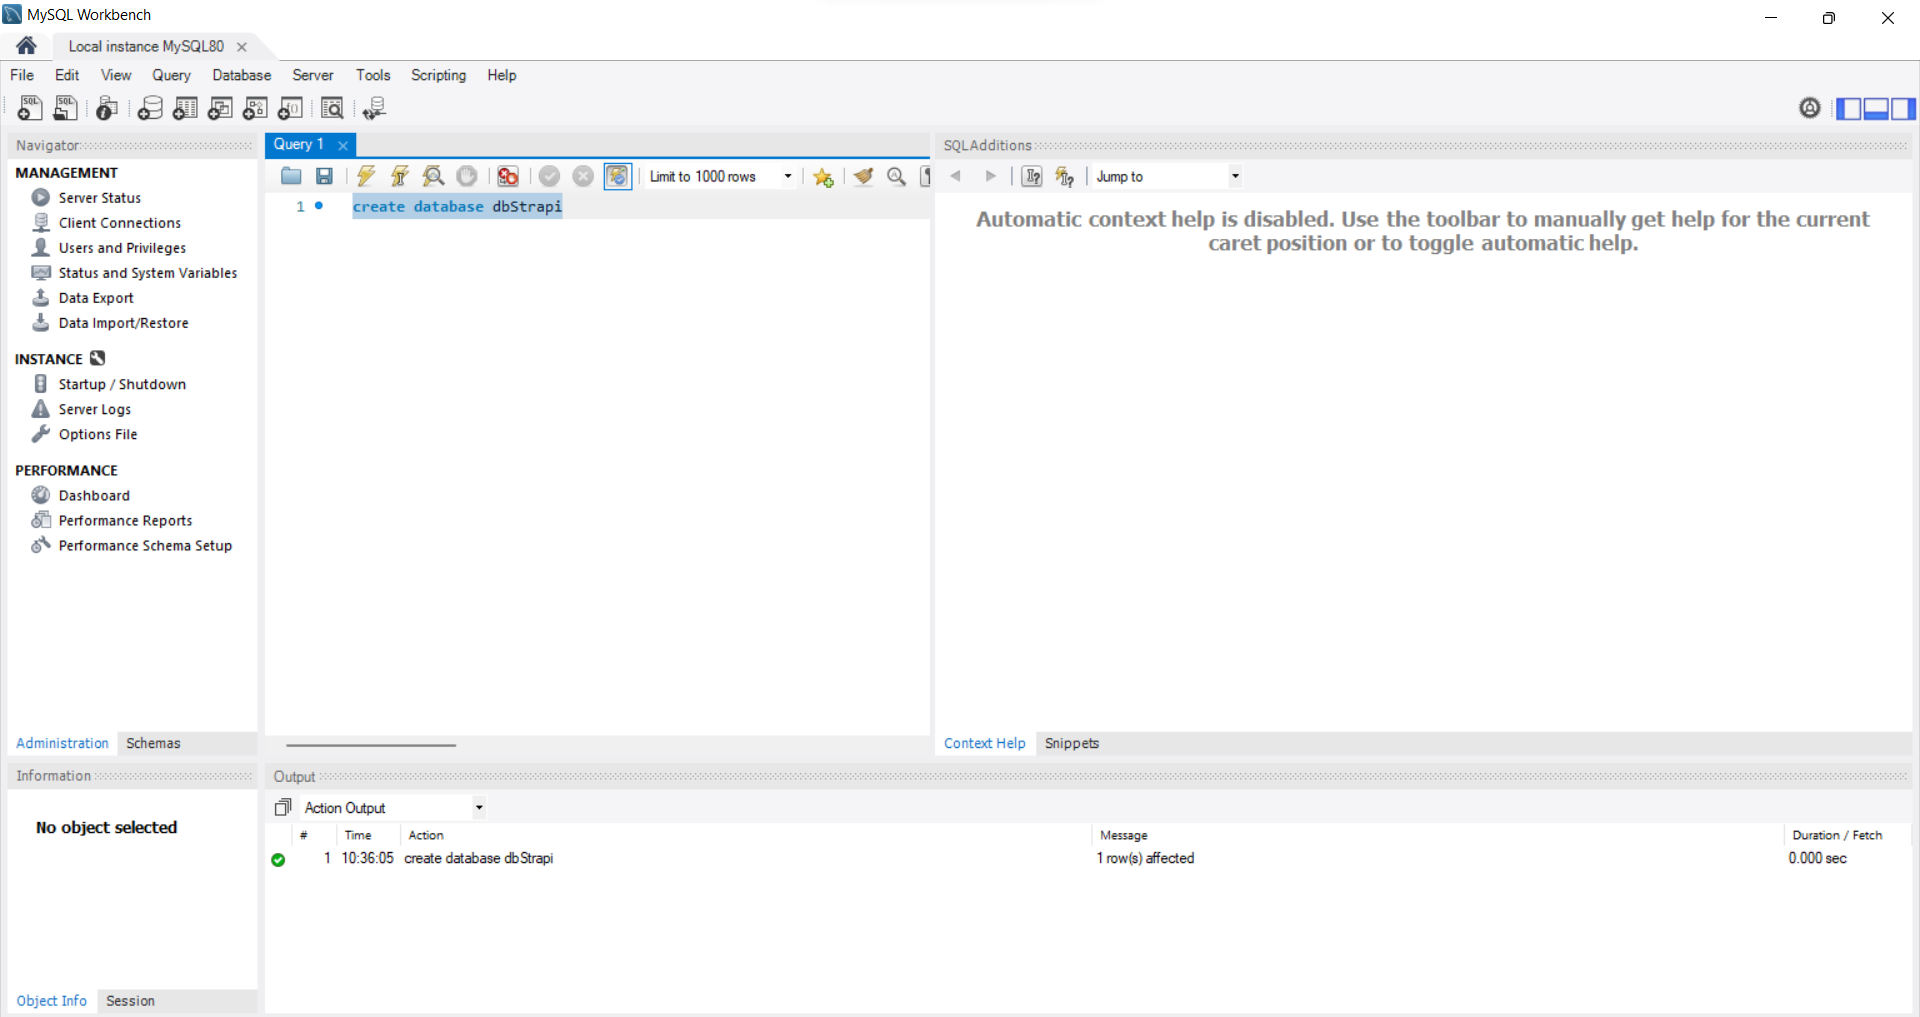 MySQL Workbench
Local instance MySQL80
File Edit View Query Database Server Tools Scripting Help
Navigator
MANAGEMENT
Server Status
Client Connections
Users and Privileges
Status and System Variables
Data Export
Data Import/Restore
INSTANCE
Startup / Shutdown
Server Logs
Options File
PERFORMANCE
Dashboard
Performance Reports
Performance Schema Setup
Administration Schemas
Query 1
Limit to 1000 rows
1 create database dbStrapi
SQLAdditions
Jump to
Automatic context help is disabled. Use the toolbar to manually get help for the current
caret position or to toggle automatic help.
Context Help Snippets
Information
No object selected
Object Info Session
Output
Action Output
# Time Action Message Duration / Fetch
1 10:36:05 create database dbStrapi 1 row(s) affected 0.000 sec